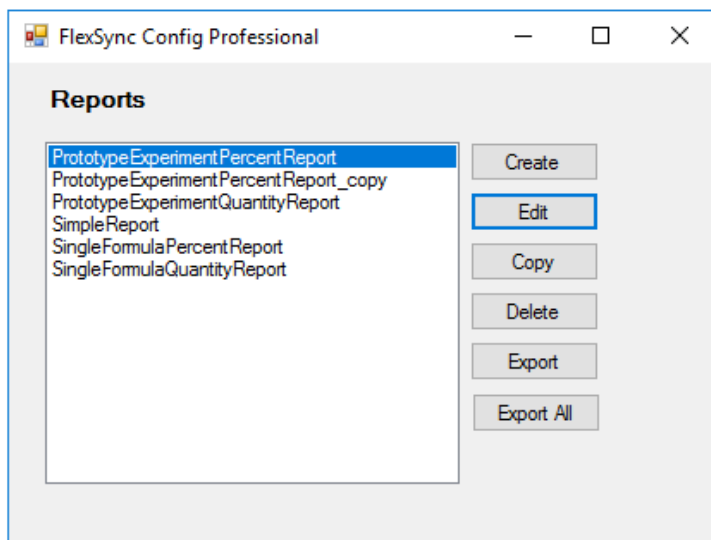 FlexSync Config Professional
Reports
PrototypeExperimentPercentReport
PrototypeExperimentPercentReport_copy
PrototypeExperimentQuantityReport
SimpleReport
SingleFormulaPercentReport
SingleFormulaQuantityReport
Create
Edit
Copy
Delete
Export
Export All